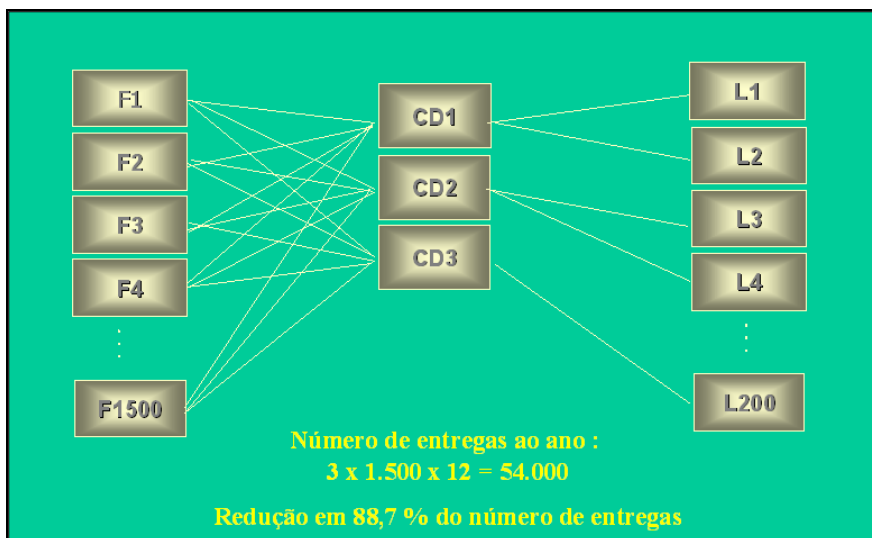 F1
F2
F3
F4
F1500
CD1
CD2
CD3
L1
L2
L3
L4
L200
Número de entregas ao ano :
3 x 1.500 x 12 = 54.000
Redução em 88,7 % do número de entregas